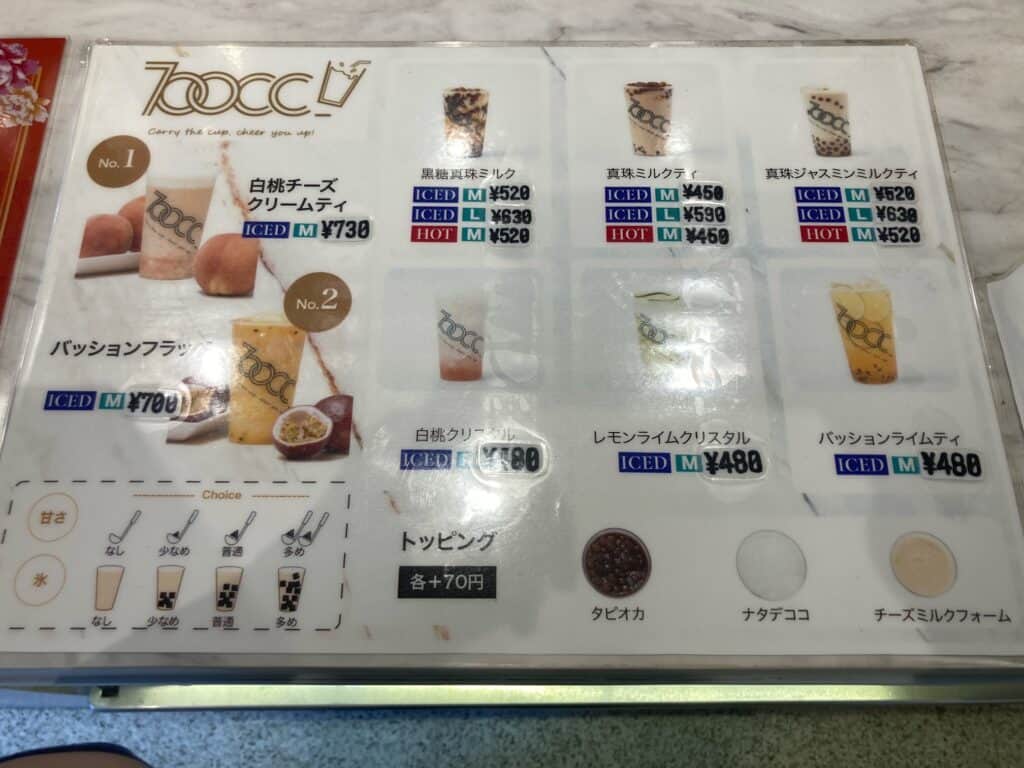 700CC
Carry the cup, cheer you up!
No.1
白桃チーズ
クリームティ
ICED M ¥730
No.2
パッションフラッペ
ICED M ¥700
黒糖真珠ミルク
ICED M ¥520
ICED L ¥630
HOT M ¥520
真珠ミルクティ
ICED M ¥450
ICED L ¥590
HOT M ¥450
真珠ジャスミンミルクティ
ICED M ¥520
ICED L ¥630
HOT M ¥520
白桃クリスタル
ICED ¥480
レモンライムクリスタル
ICED M ¥480
パッションライムティ
ICED M ¥480
Choice
甘さ
なし 少なめ 普通 多め
氷
なし 少なめ 普通 多め
トッピング
各+70円
タピオカ
ナタデココ
チーズミルクフォーム